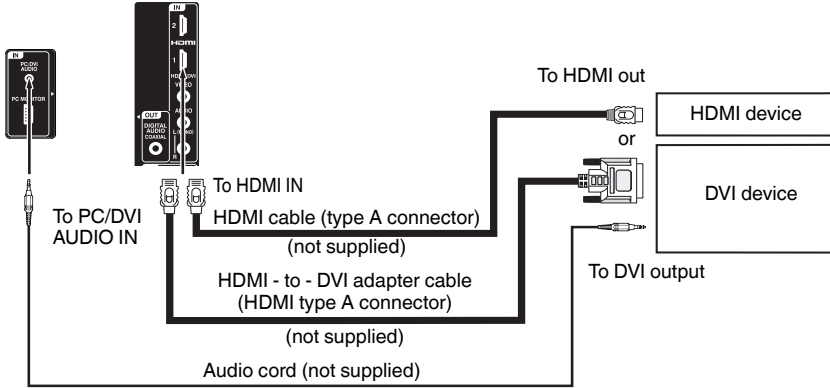 IN
PC/DVI
AUDIO
PC MONITOR
IN
2
HDMI
1
HD/DVI
VIDEO
AUDIO
L (MONO)
R
OUT
DIGITAL
AUDIO
COAXIAL
To HDMI out
HDMI device
or
DVI device
To DVI output
To HDMI IN
To PC/DVI
AUDIO IN
HDMI cable (type A connector)
(not supplied)
HDMI - to - DVI adapter cable
(HDMI type A connector)
(not supplied)
Audio cord (not supplied)